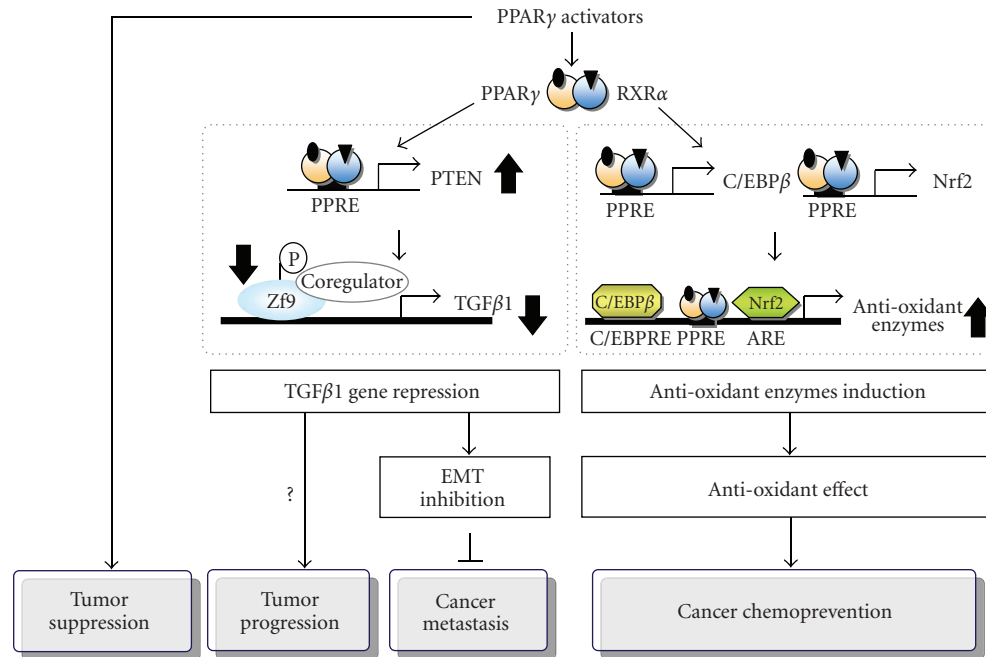 PPARγ activators
PPARγ RXRα
PTEN
PPRE
C/EBPβ
Nrf2
PPRE
PPRE
P
Zf9
Coregulator
TGFβ1
C/EBPβ
Nrf2
Anti-oxidant
enzymes
C/EBPRE PPRE ARE
TGFβ1 gene repression
Anti-oxidant enzymes induction
?
EMT
inhibition
Anti-oxidant effect
Tumor
suppression
Tumor
progression
Cancer
metastasis
Cancer chemoprevention